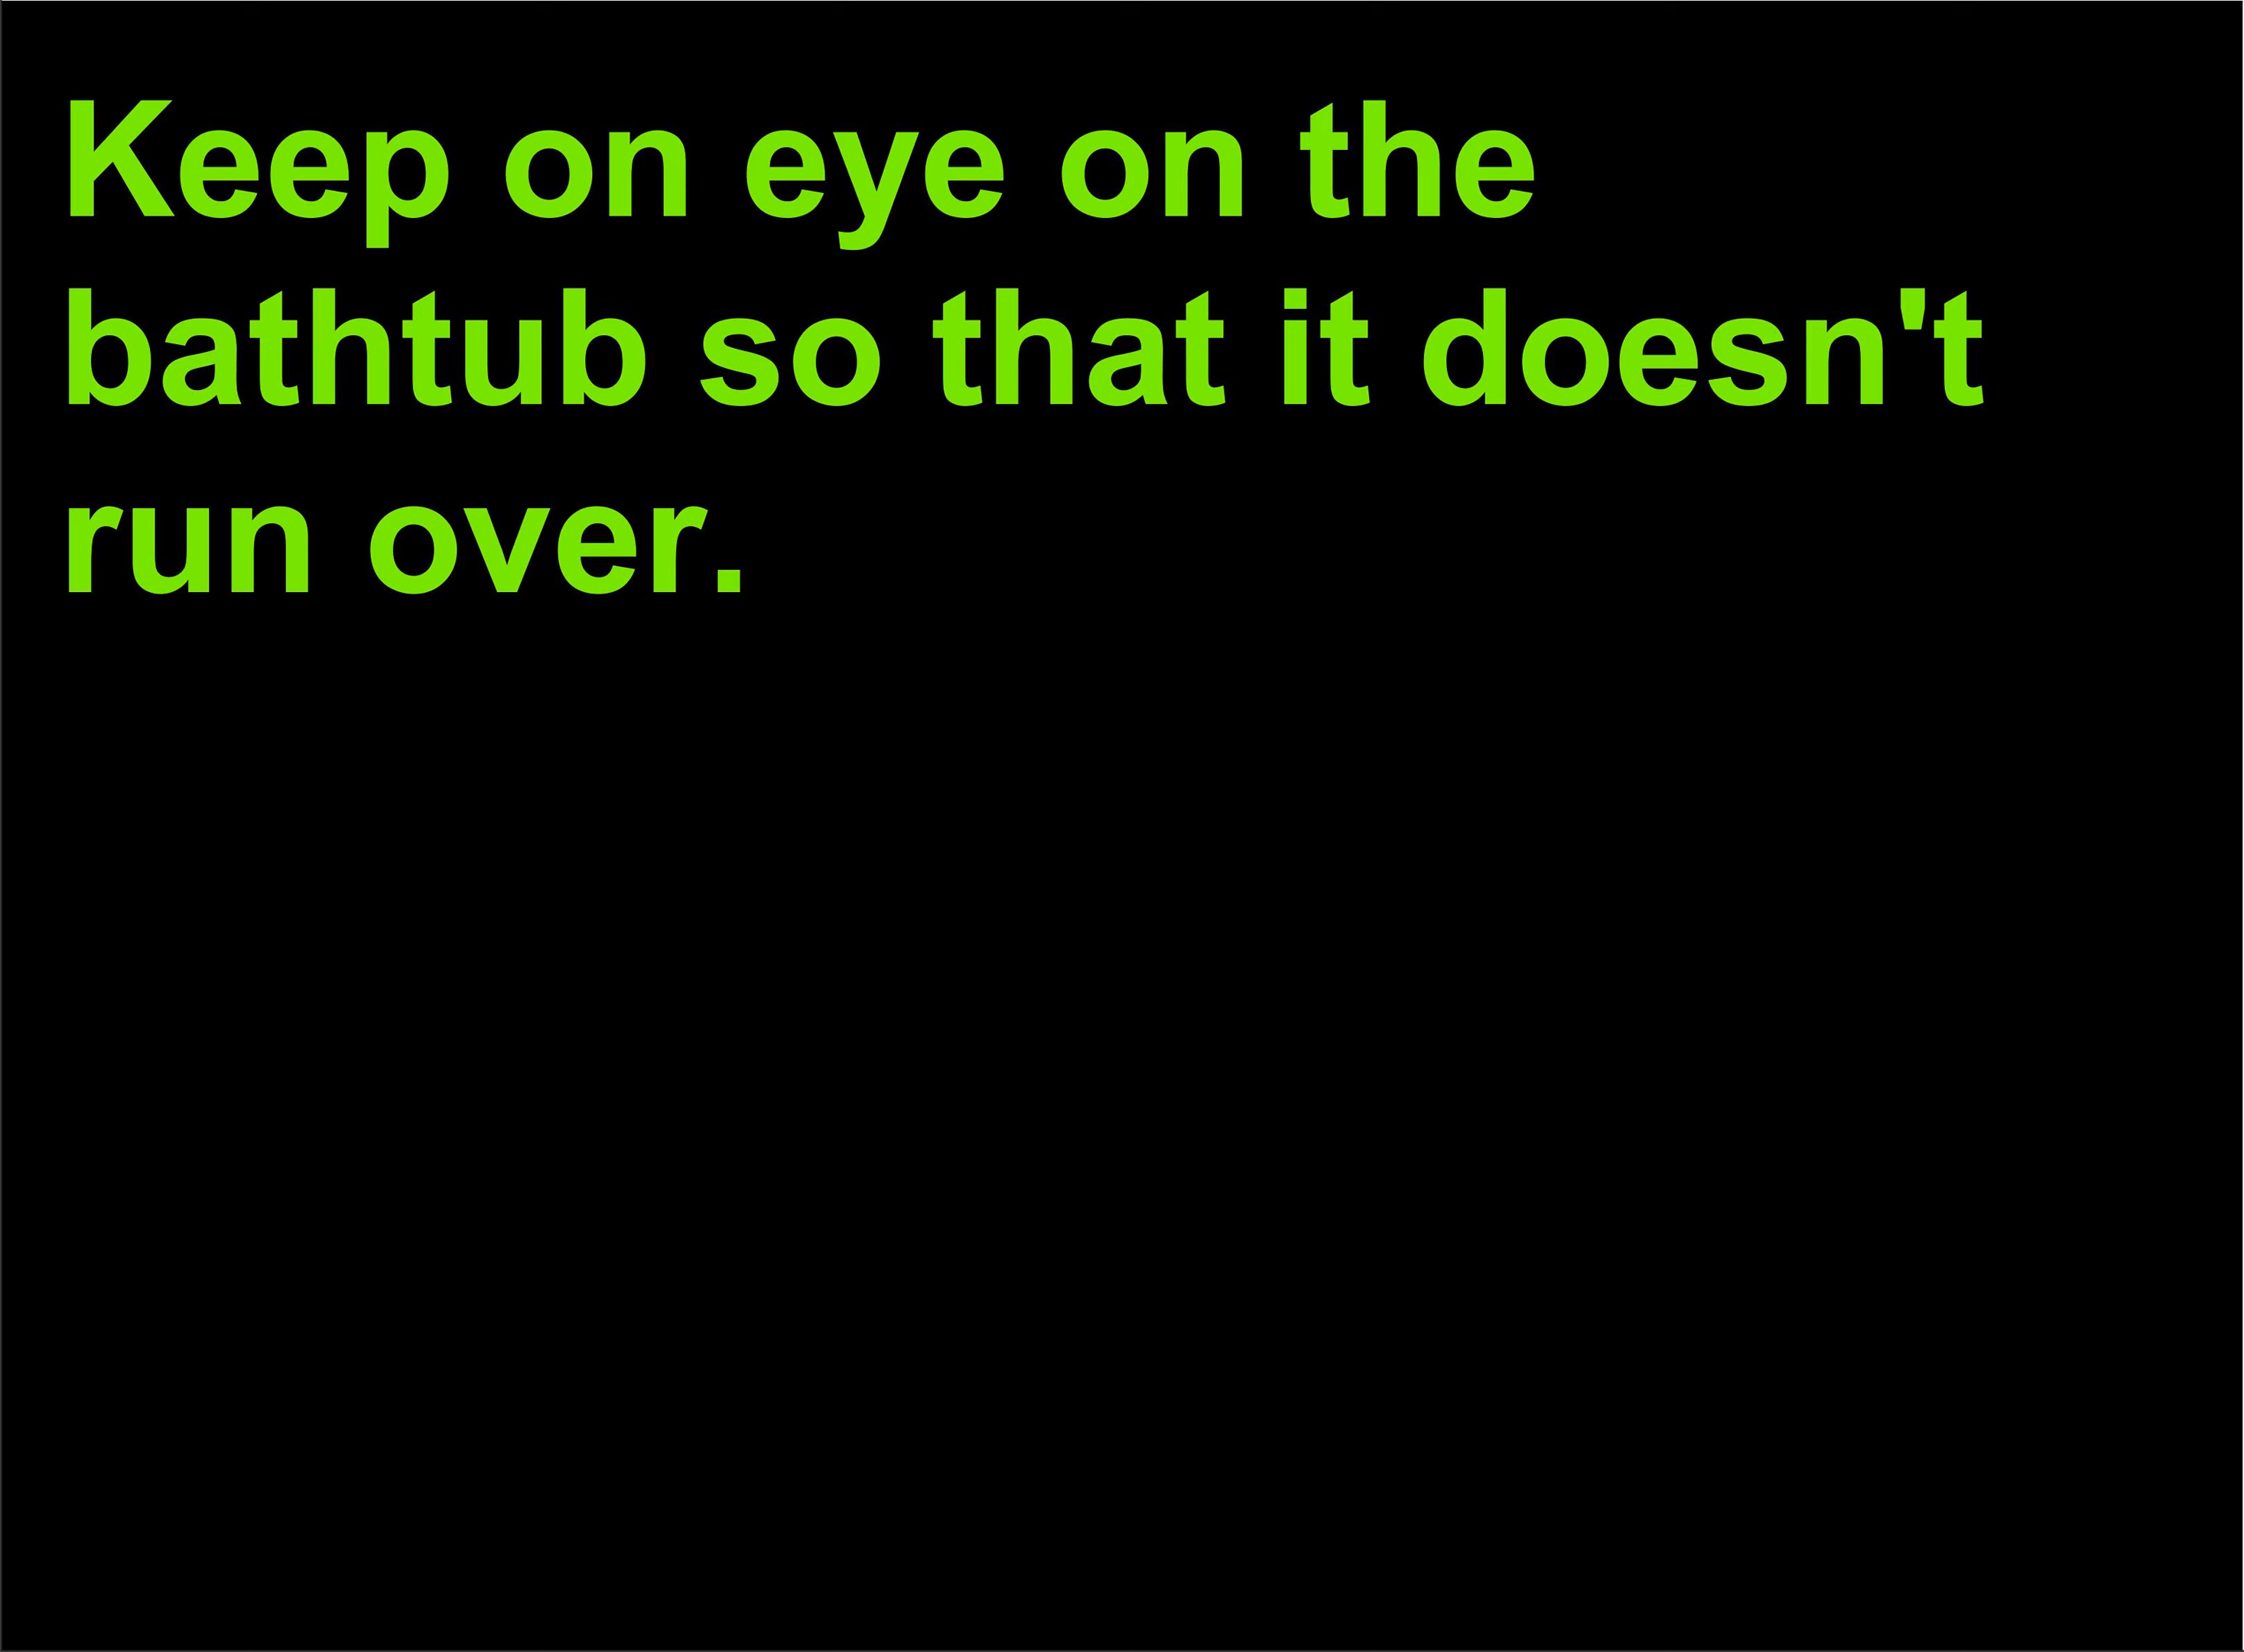 Keep on eye on the
bathtub so that it doesn't
run over.